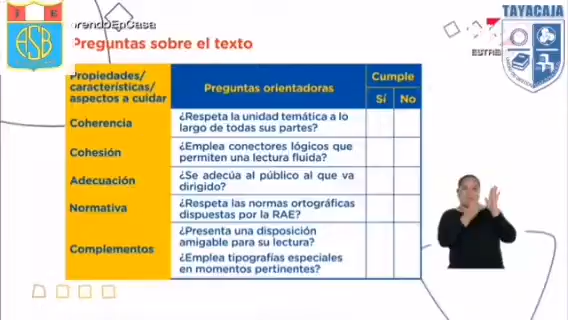 rendoEnCasa
TAYACAJA
ASB
ESTRE
Preguntas sobre el texto
Propiedades/
características/
aspectos a cuidar
Preguntas orientadoras
Cumple
Sí No
Coherencia
¿Respeta la unidad temática a lo
largo de todas sus partes?
Cohesión
¿Emplea conectores lógicos que
permiten una lectura fluida?
Adecuación
¿Se adecúa al público al que va
dirigido?
Normativa
¿Respeta las normas ortográficas
dispuestas por la RAE?
Complementos
¿Presenta una disposición
amigable para su lectura?
¿Emplea tipografías especiales
en momentos pertinentes?